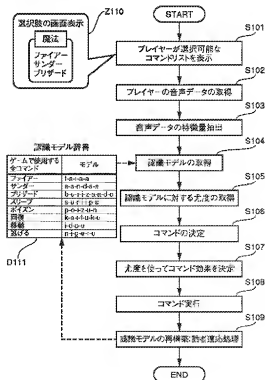 選択肢の画面表示
Z110
魔法
ファイアー
サンダー
ブリザード
START
S101
プレイヤーが選択可能な
コマンドリストを表示
S102
プレイヤーの音声データの取得
S103
音声データの特徴量抽出
S104
認識モデルの取得
S105
認識モデルに対する尤度の取得
S106
コマンドの決定
S107
尤度を使ってコマンド効果を決定
S108
コマンド実行
S109
認識モデルの再構築:話者適応処理
END
認識モデル辞書
ゲームで使用する
全コマンド
モデル
ファイアー
サンダー s-a-n-d-a-a
ブリザード
スリープ s-u-r-i-i-p-u
ポイズン p-o-i-z-u-n
回復 k-a-i-f-u-k-u
移動 i-d-o-u
逃げる n-i-g-e-r-u
D111